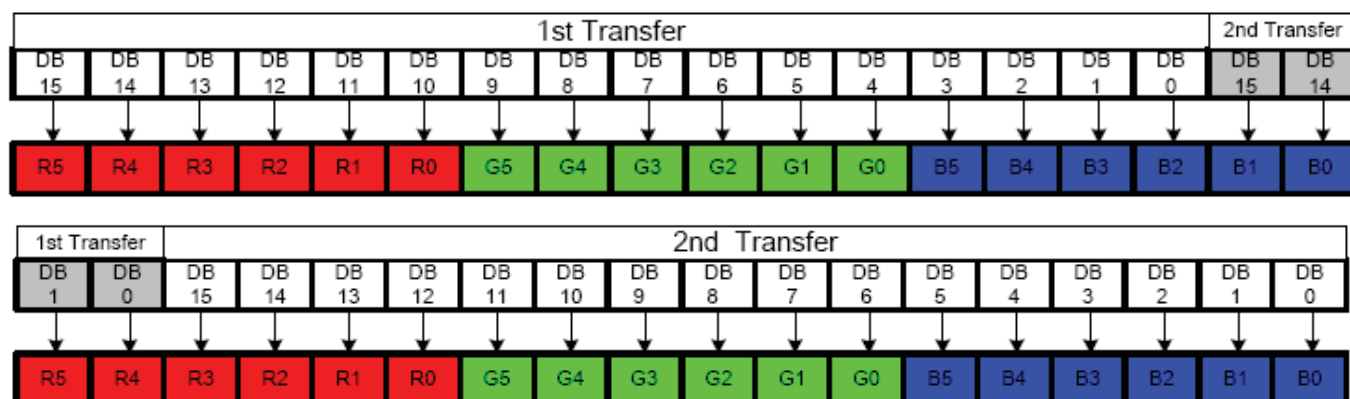 1st Transfer 2nd Transfer
DB DB DB DB DB DB DB DB DB DB DB DB DB DB DB DB DB DB
15 14 13 12 11 10 9 8 7 6 5 4 3 2 1 0 15 14
R5 R4 R3 R2 R1 R0 G5 G4 G3 G2 G1 G0 B5 B4 B3 B2 B1 B0
1st Transfer 2nd Transfer
DB DB DB DB DB DB DB DB DB DB DB DB DB DB DB DB DB DB
1 0 15 14 13 12 11 10 9 8 7 6 5 4 3 2 1 0
R5 R4 R3 R2 R1 R0 G5 G4 G3 G2 G1 G0 B5 B4 B3 B2 B1 B0